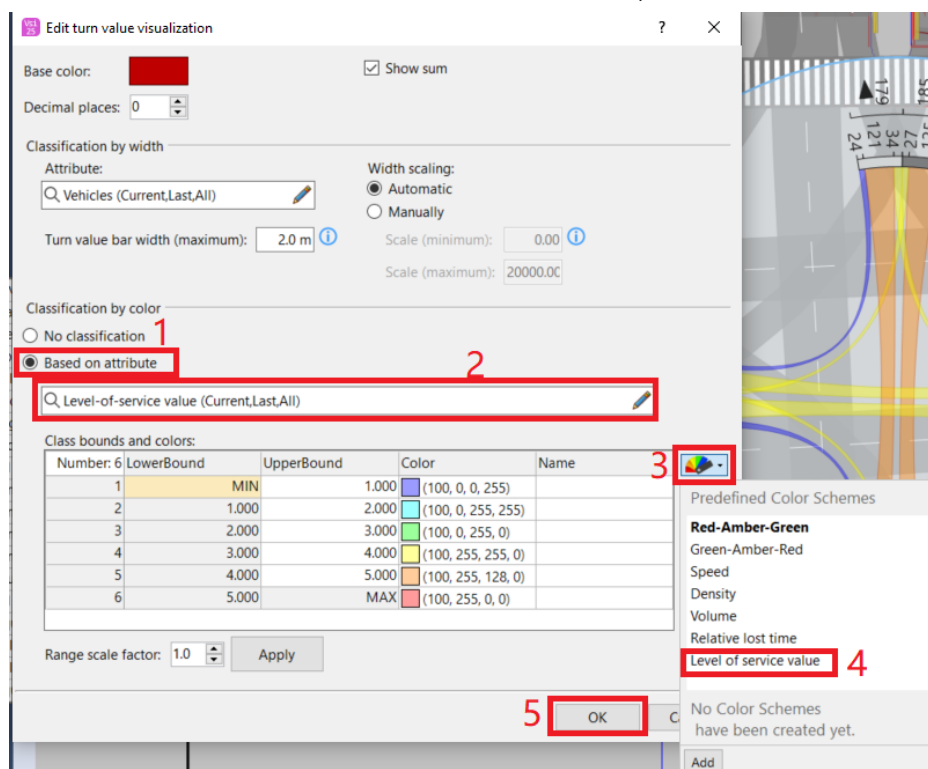 VS1
25
Edit turn value visualization
?
Base color:
Show sum
Decimal places: 0
Classification by width
Attribute:
Width scaling:
Vehicles (Current,Last,All)
Automatic
Manually
Turn value bar width (maximum): 2.0 m
Scale (minimum): 0.00
Scale (maximum): 20000.0C
Classification by color
No classification 1
Based on attribute
2
Level-of-service value (Current,Last,All)
Class bounds and colors:
Number: 6 LowerBound UpperBound Color Name
3
1 MIN 1.000 (100, 0, 0, 255)
2 1.000 2.000 (100, 0, 255, 255)
3 2.000 3.000 (100, 0, 255, 0)
4 3.000 4.000 (100, 255, 255, 0)
5 4.000 5.000 (100, 255, 128, 0)
6 5.000 MAX (100, 255, 0, 0)
Range scale factor: 1.0 Apply
5 OK C
Predefined Color Schemes
Red-Amber-Green
Green-Amber-Red
Speed
Density
Volume
Relative lost time
Level of service value 4
No Color Schemes
have been created yet.
Add
179
185
24
121
34
27